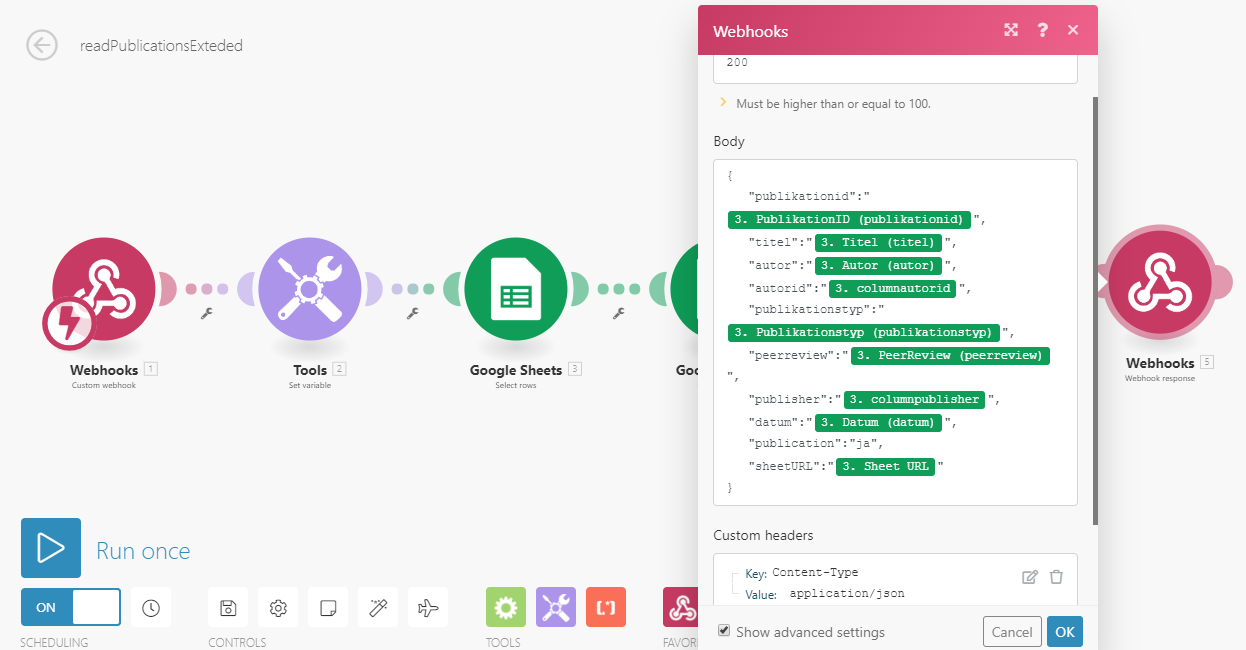 readPublicationsExteded
Webhooks
1
Custom webhook
Tools
2
Set variable
Google Sheets
3
Select rows
Goo
Webhooks
5
Webhook response
Webhooks
?
200
Must be higher than or equal to 100.
Body
{
"publikationid":"
3. PublikationID (publikationid) ",
"titel":" 3. Titel (titel) ",
"autor":" 3. Autor (autor) ",
"autorid":" 3. columnautorid ",
"publikationstyp":"
3. Publikationstyp (publikationstyp) ",
"peerreview":" 3. PeerReview (peerreview)
",
"publisher":" 3. columnpublisher ",
"datum":" 3. Datum (datum) ",
"publication":"ja",
"sheetURL":" 3. Sheet URL "
}
Custom headers
Key: Content-Type
Value: application/json
Show advanced settings
Cancel
OK
Run once
ON
SCHEDULING
CONTROLS
TOOLS
FAVOR